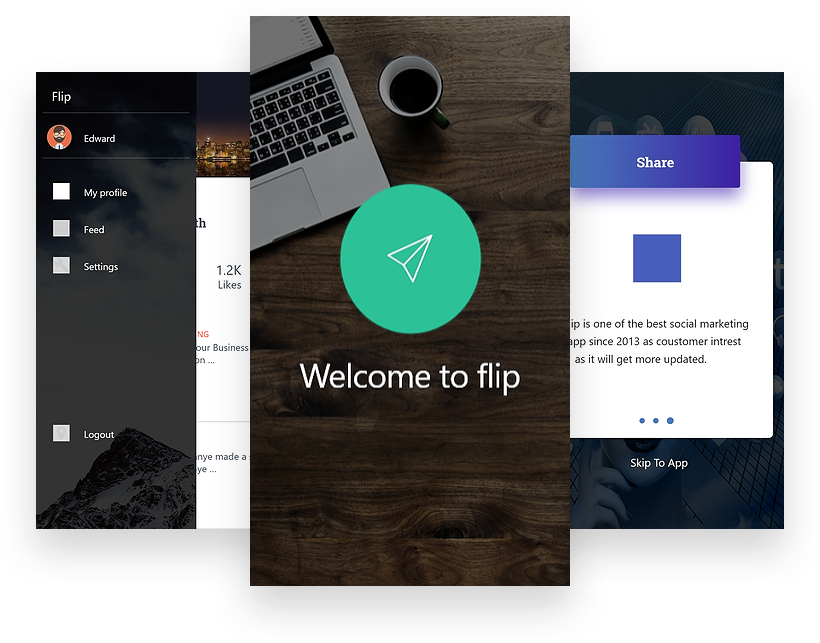 Flip
Edward
My profile
Feed
Settings
Logout
th
1.2K
Likes
NG
our Business
on ...
nye made a
ye ...
Welcome to flip
Share
ip is one of the best social marketing
app since 2013 as coustomer intrest
as it will get more updated.
Skip To App